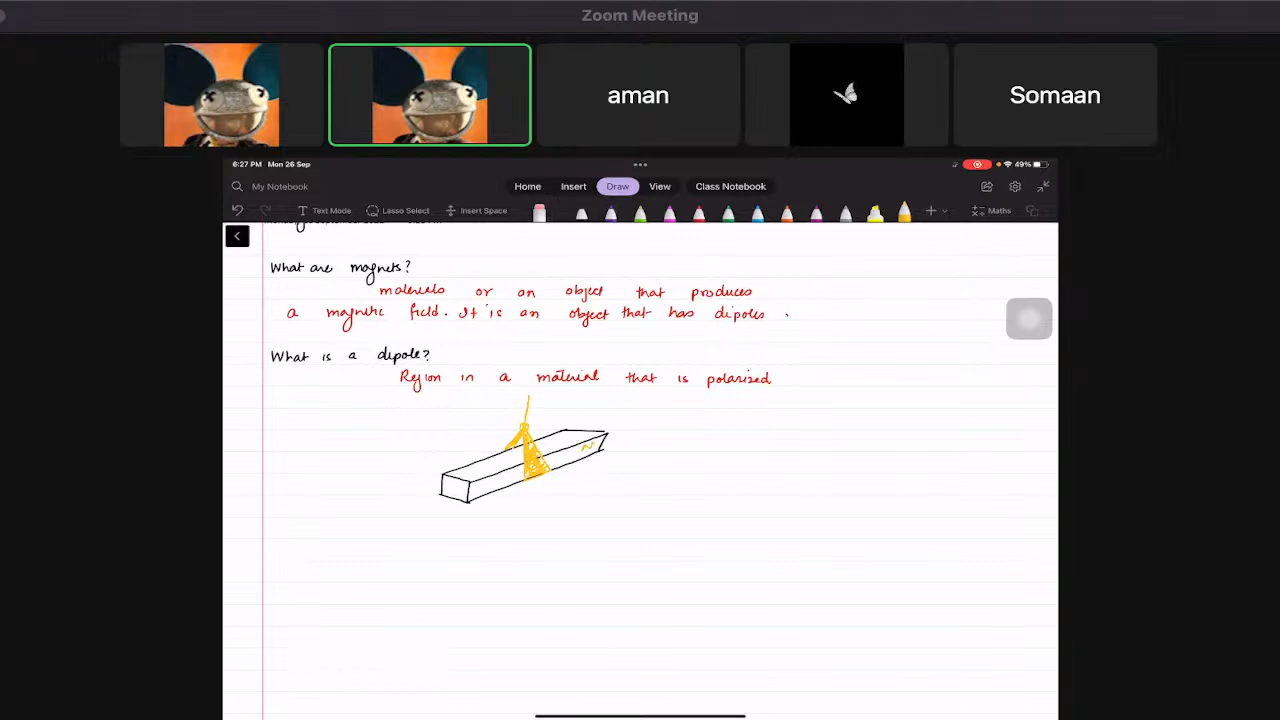 Zoom Meeting
aman
Somaan
6:27 PM Mon 26 Sep
49%
My Notebook
Home Insert Draw View Class Notebook
Text Mode Lasso Select Insert Space Maths
What are magnets?
materials or an object that produces
a magnetic field. It is an object that has dipoles .
What is a dipole?
Region in a material that is polarized
N